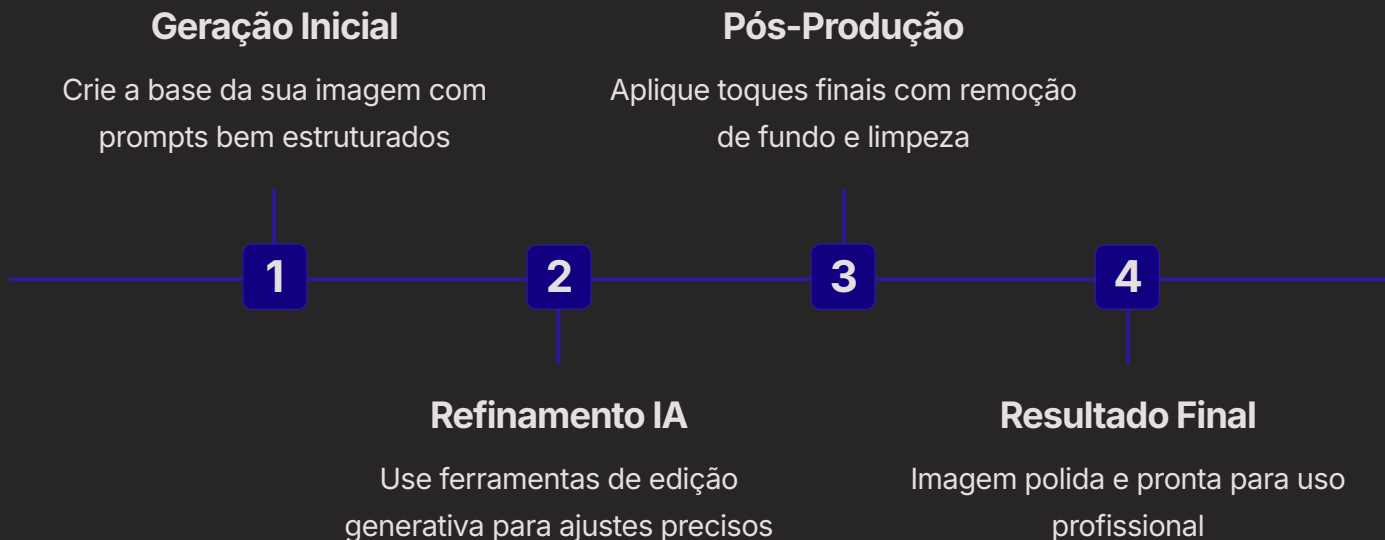 Geração Inicial
Crie a base da sua imagem com
prompts bem estruturados
1
2
Refinamento IA
Use ferramentas de edição
generativa para ajustes precisos
Pós-Produção
Aplique toques finais com remoção
de fundo e limpeza
3
4
Resultado Final
Imagem polida e pronta para uso
profissional